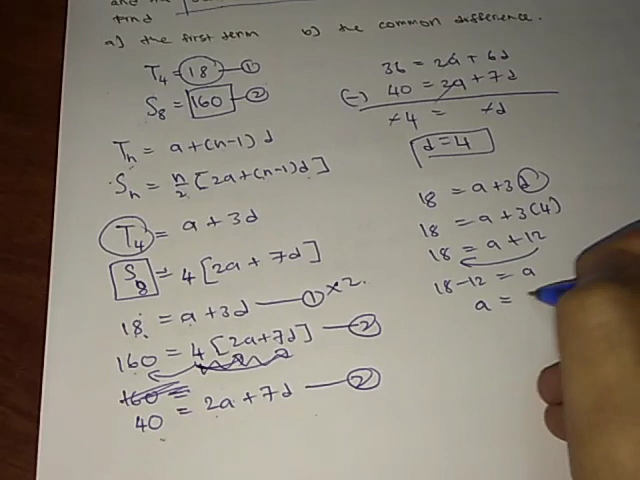 find
a) the first term b) the common difference.
T4 = 18 — ①
S8 = 160 — ②
Tn = a + (n-1) d
Sn = n/2 [2a + (n-1) d]
T4 = a + 3d
S8 = 4 [2a + 7d]
18 = a + 3d — ① ×2.
160 = 4 [2a + 7d] — ②
160 =
40 = 2a + 7d — ②
36 = 2a + 6d
(-) 40 = 2a + 7d
-4 = -d
d = 4
18 = a + 3d
18 = a + 3(4)
18 = a + 12
18 - 12 = a
a =